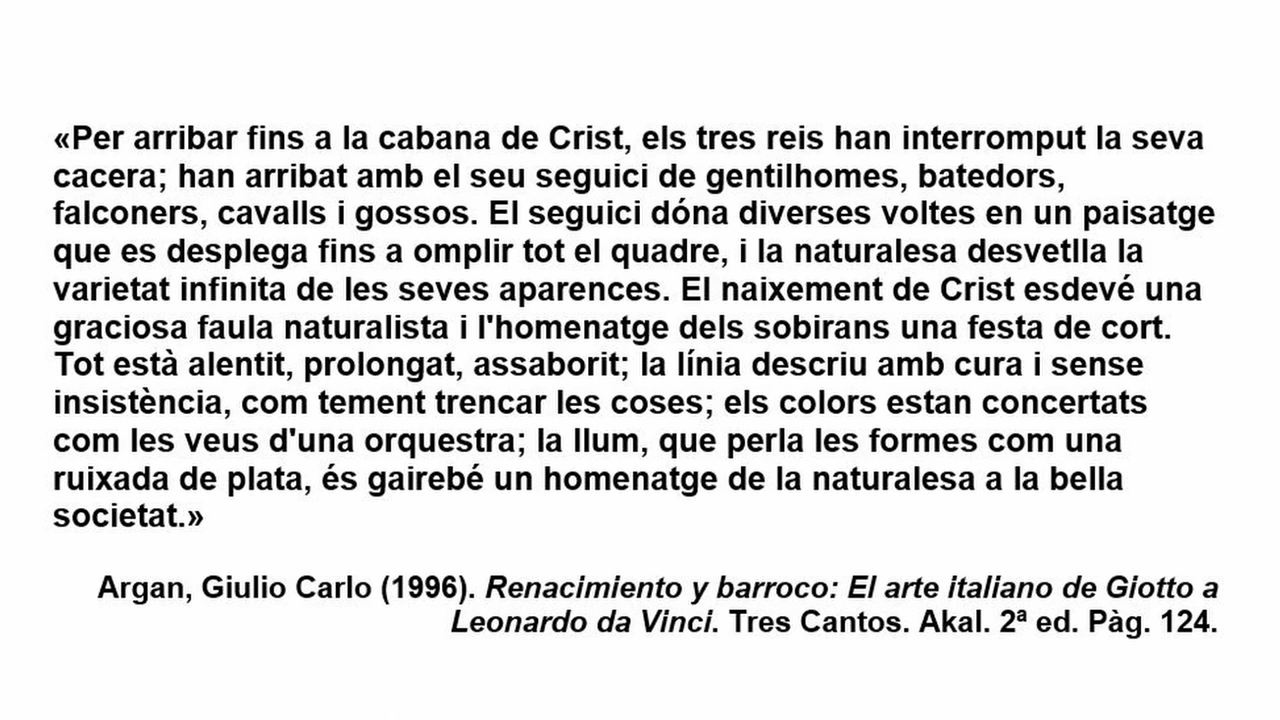 «Per arribar fins a la cabana de Crist, els tres reis han interromput la seva
cacera; han arribat amb el seu seguici de gentilhomes, batedors,
falconers, cavalls i gossos. El seguici dóna diverses voltes en un paisatge
que es desplega fins a omplir tot el quadre, i la naturalesa desvetlla la
varietat infinita de les seves aparences. El naixement de Crist esdevé una
graciosa faula naturalista i l'homenatge dels sobirans una festa de cort.
Tot està alentit, prolongat, assaborit; la línia descriu amb cura i sense
insistència, com tement trencar les coses; els colors estan concertats
com les veus d'una orquestra; la llum, que perla les formes com una
ruixada de plata, és gairebé un homenatge de la naturalesa a la bella
societat.»
Argan, Giulio Carlo (1996). Renacimiento y barroco: El arte italiano de Giotto a
Leonardo da Vinci. Tres Cantos. Akal. 2ª ed. Pàg. 124.